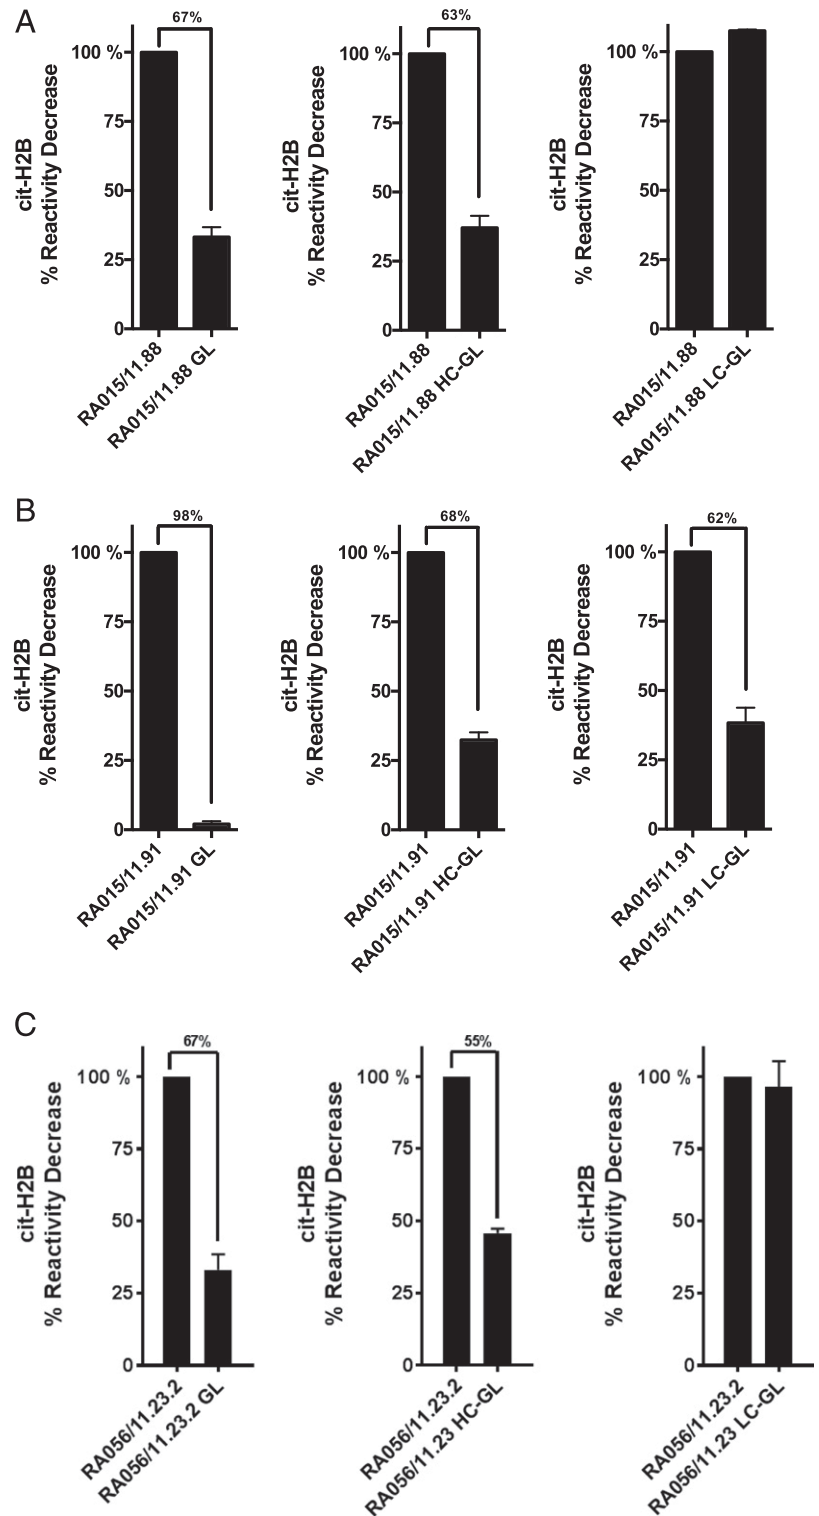 A
67%
100 %
75
50
25
0
cit-H2B
% Reactivity Decrease
RA015/11.88
RA015/11.88 GL
63%
100 %
75
50
25
0
cit-H2B
% Reactivity Decrease
RA015/11.88
RA015/11.88 HC-GL
100 %
75
50
25
0
cit-H2B
% Reactivity Decrease
RA015/11.88
RA015/11.88 LC-GL
B
98%
100 %
75
50
25
0
cit-H2B
% Reactivity Decrease
RA015/11.91
RA015/11.91 GL
68%
100 %
75
50
25
0
cit-H2B
% Reactivity Decrease
RA015/11.91
RA015/11.91 HC-GL
62%
100 %
75
50
25
0
cit-H2B
% Reactivity Decrease
RA015/11.91
RA015/11.91 LC-GL
C
67%
100 %
75
50
25
0
cit-H2B
% Reactivity Decrease
RA056/11.23.2
RA056/11.23.2 GL
55%
100 %
75
50
25
0
cit-H2B
% Reactivity Decrease
RA056/11.23.2
RA056/11.23 HC-GL
100 %
75
50
25
0
cit-H2B
% Reactivity Decrease
RA056/11.23.2
RA056/11.23 LC-GL